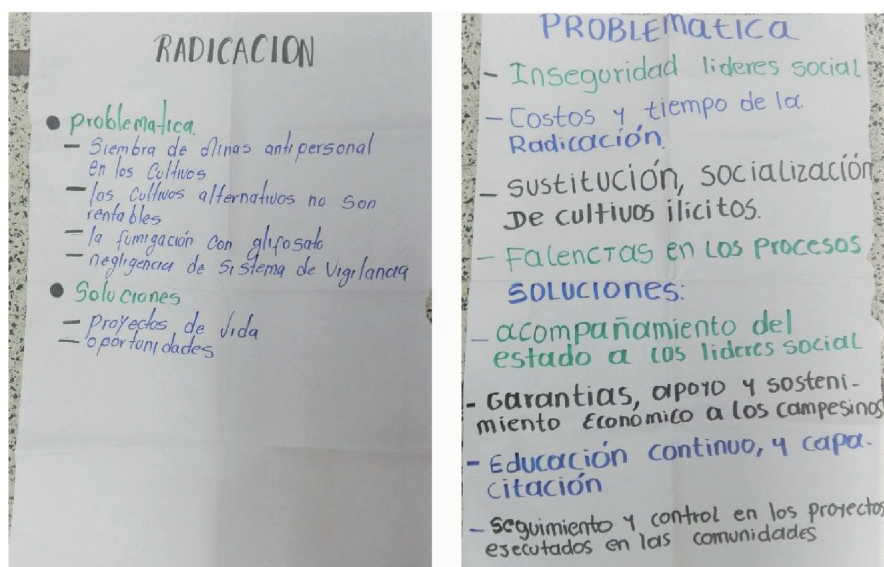 RADICACION
● problematica.
- Siembra de Minas antipersonal
en los Cultivos
- los Cultivos alternativos no son
rentables
- la fumigación con glifosato
- negligencia de Sistema de Vigilancia
● Soluciones
- proyectos de vida
- oportunidades
PROBLEMATICA
- Inseguridad lideres social
- Costos y tiempo de la
Radicación.
- SUSTITUCIÓN, SOCIALIZACIÓN
De cultivos ilicitos.
- Falencias en los Procesos
SOLUCIONES:
- acompañamiento del
estado a los lideres social
- Garantias, apoyo y sosteni-
miento Económico a los campesinos
- Educación continuo, y capa-
citación
- seguimiento y control en los proyectos
esecutados en las comunidades